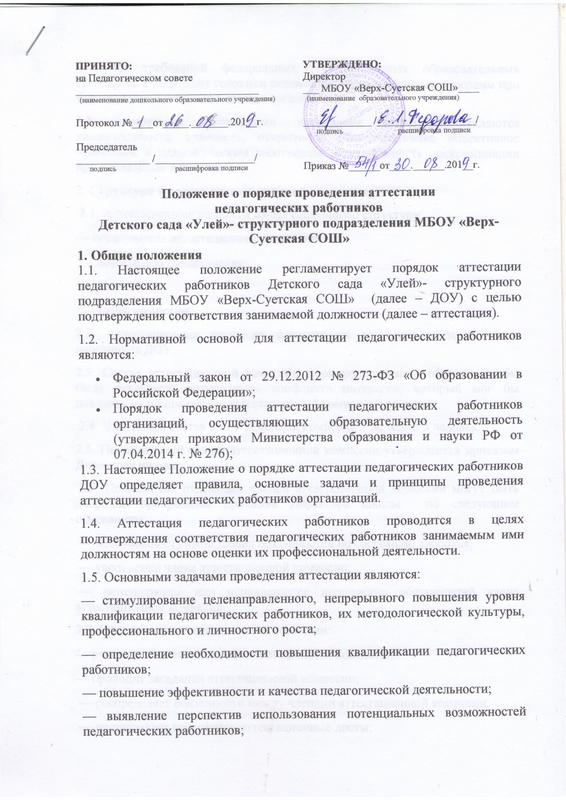 ПРИНЯТО:
на Педагогическом совете
(наименование дошкольного образовательного учреждения)
Протокол № 1 от 26 . 08 .2019 г.
Председатель
/ /
подпись расшифровка подписи
УТВЕРЖДЕНО:
Директор
МБОУ «Верх-Суетская СОШ»
(наименование образовательного учреждения)
/ Е.Л. Федорова /
подпись расшифровка подписи
Приказ № 54/1 от 30. 08 .2019 г.
Положение о порядке проведения аттестации
педагогических работников
Детского сада «Улей»- структурного подразделения МБОУ «Верх-
Суетская СОШ»
1. Общие положения
1.1. Настоящее положение регламентирует порядок аттестации
педагогических работников Детского сада «Улей»- структурного
подразделения МБОУ «Верх-Суетская СОШ» (далее – ДОУ) с целью
подтверждения соответствия занимаемой должности (далее – аттестация).
1.2. Нормативной основой для аттестации педагогических работников
являются:
• Федеральный закон от 29.12.2012 № 273-ФЗ «Об образовании в
Российской Федерации»;
• Порядок проведения аттестации педагогических работников
организаций, осуществляющих образовательную деятельность
(утвержден приказом Министерства образования и науки РФ от
07.04.2014 г. № 276);
1.3. Настоящее Положение о порядке аттестации педагогических работников
ДОУ определяет правила, основные задачи и принципы проведения
аттестации педагогических работников организаций.
1.4. Аттестация педагогических работников проводится в целях
подтверждения соответствия педагогических работников занимаемым ими
должностям на основе оценки их профессиональной деятельности.
1.5. Основными задачами проведения аттестации являются:
— стимулирование целенаправленного, непрерывного повышения уровня
квалификации педагогических работников, их методологической культуры,
профессионального и личностного роста;
— определение необходимости повышения квалификации педагогических
работников;
— повышение эффективности и качества педагогической деятельности;
— выявление перспектив использования потенциальных возможностей
педагогических работников;